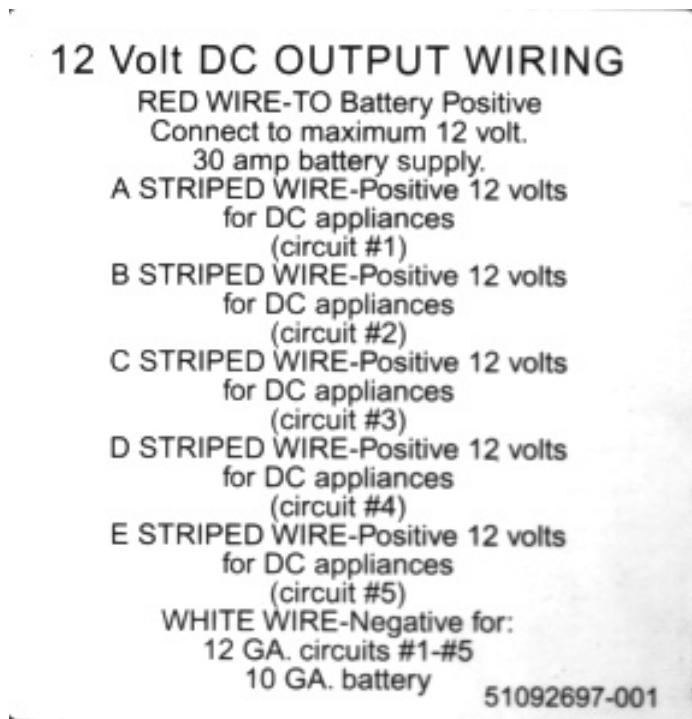 12 Volt DC OUTPUT WIRING
RED WIRE-TO Battery Positive
Connect to maximum 12 volt.
30 amp battery supply.
A STRIPED WIRE-Positive 12 volts
for DC appliances
(circuit #1)
B STRIPED WIRE-Positive 12 volts
for DC appliances
(circuit #2)
C STRIPED WIRE-Positive 12 volts
for DC appliances
(circuit #3)
D STRIPED WIRE-Positive 12 volts
for DC appliances
(circuit #4)
E STRIPED WIRE-Positive 12 volts
for DC appliances
(circuit #5)
WHITE WIRE-Negative for:
12 GA. circuits #1-#5
10 GA. battery
51092697-001